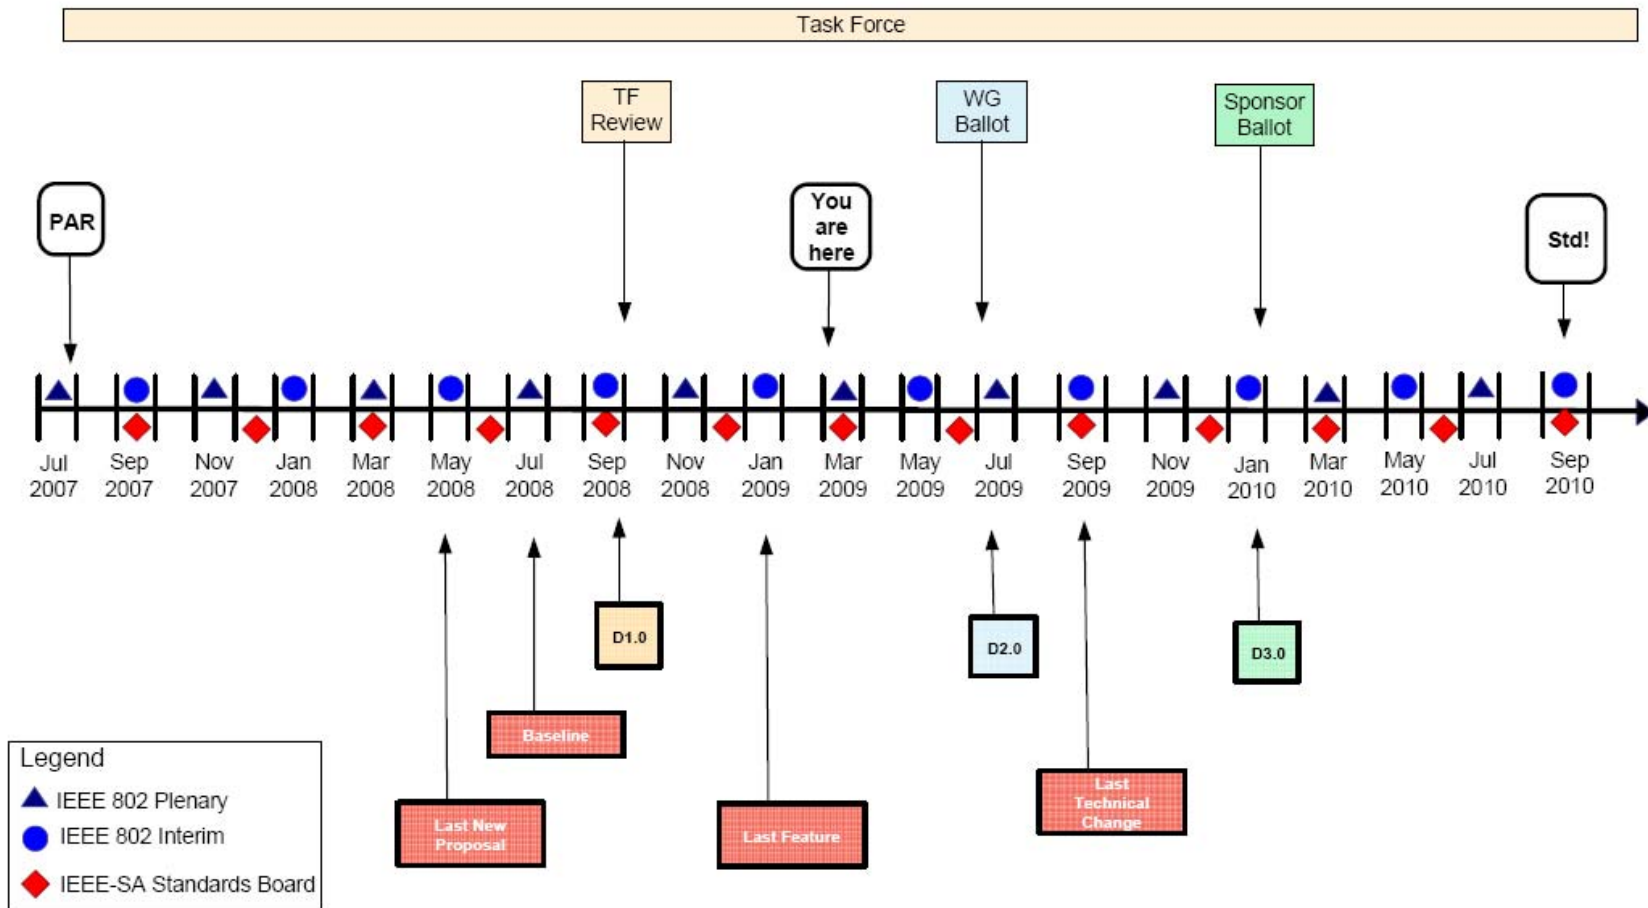 Task Force
TF
Review
WG
Ballot
Sponsor
Ballot
PAR
You
are
here
Std!
Jul
2007
Sep
2007
Nov
2007
Jan
2008
Mar
2008
May
2008
Jul
2008
Sep
2008
Nov
2008
Jan
2009
Mar
2009
May
2009
Jul
2009
Sep
2009
Nov
2009
Jan
2010
Mar
2010
May
2010
Jul
2010
Sep
2010
D1.0
D2.0
D3.0
Baseline
Last New
Proposal
Last Feature
Last
Technical
Change
Legend
IEEE 802 Plenary
IEEE 802 Interim
IEEE-SA Standards Board